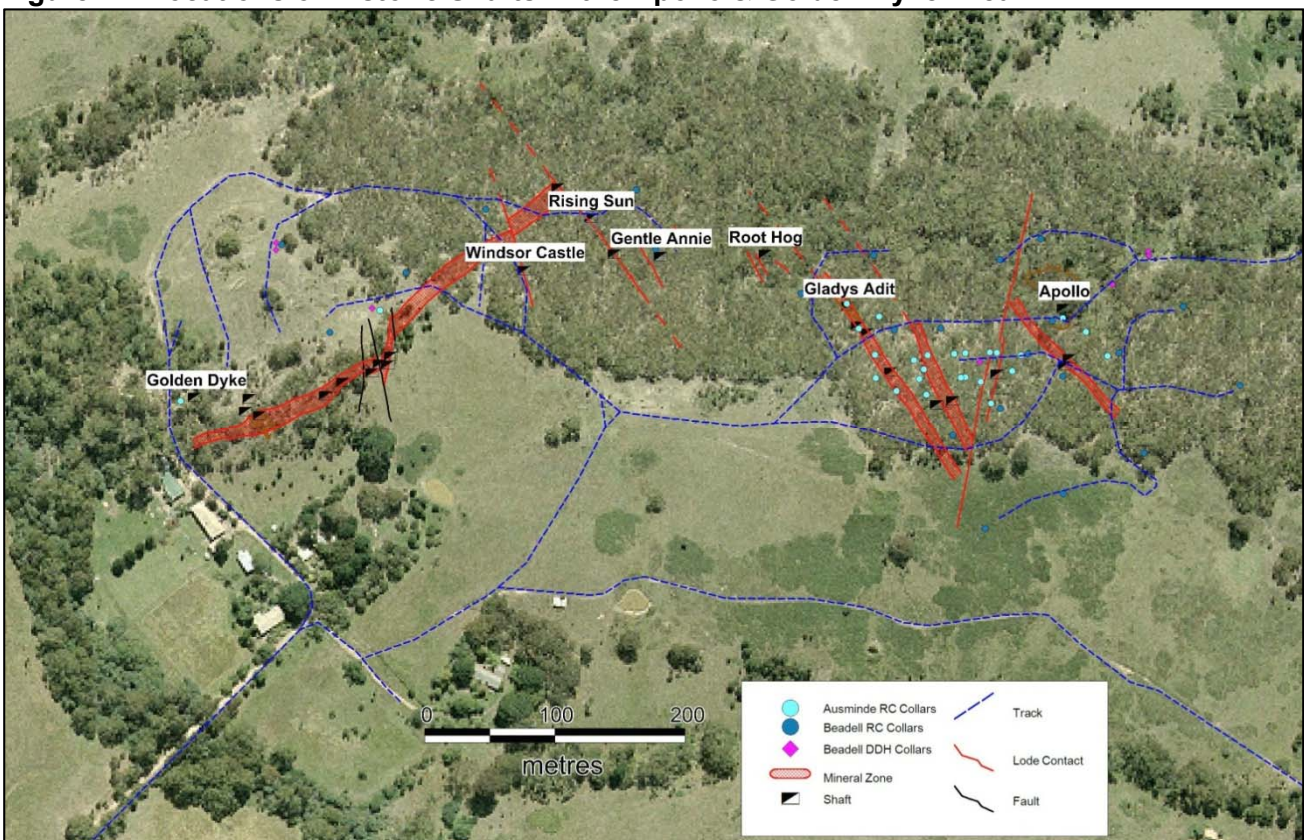 Rising Sun
Gentle Annie
Root Hog
Windsor Castle
Gladys Adit
Apollo
Golden Dyke
0 100 200
metres
Ausminde RC Collars
Beadell RC Collars
Beadell DDH Collars
Mineral Zone
Shaft
Track
Lode Contact
Fault